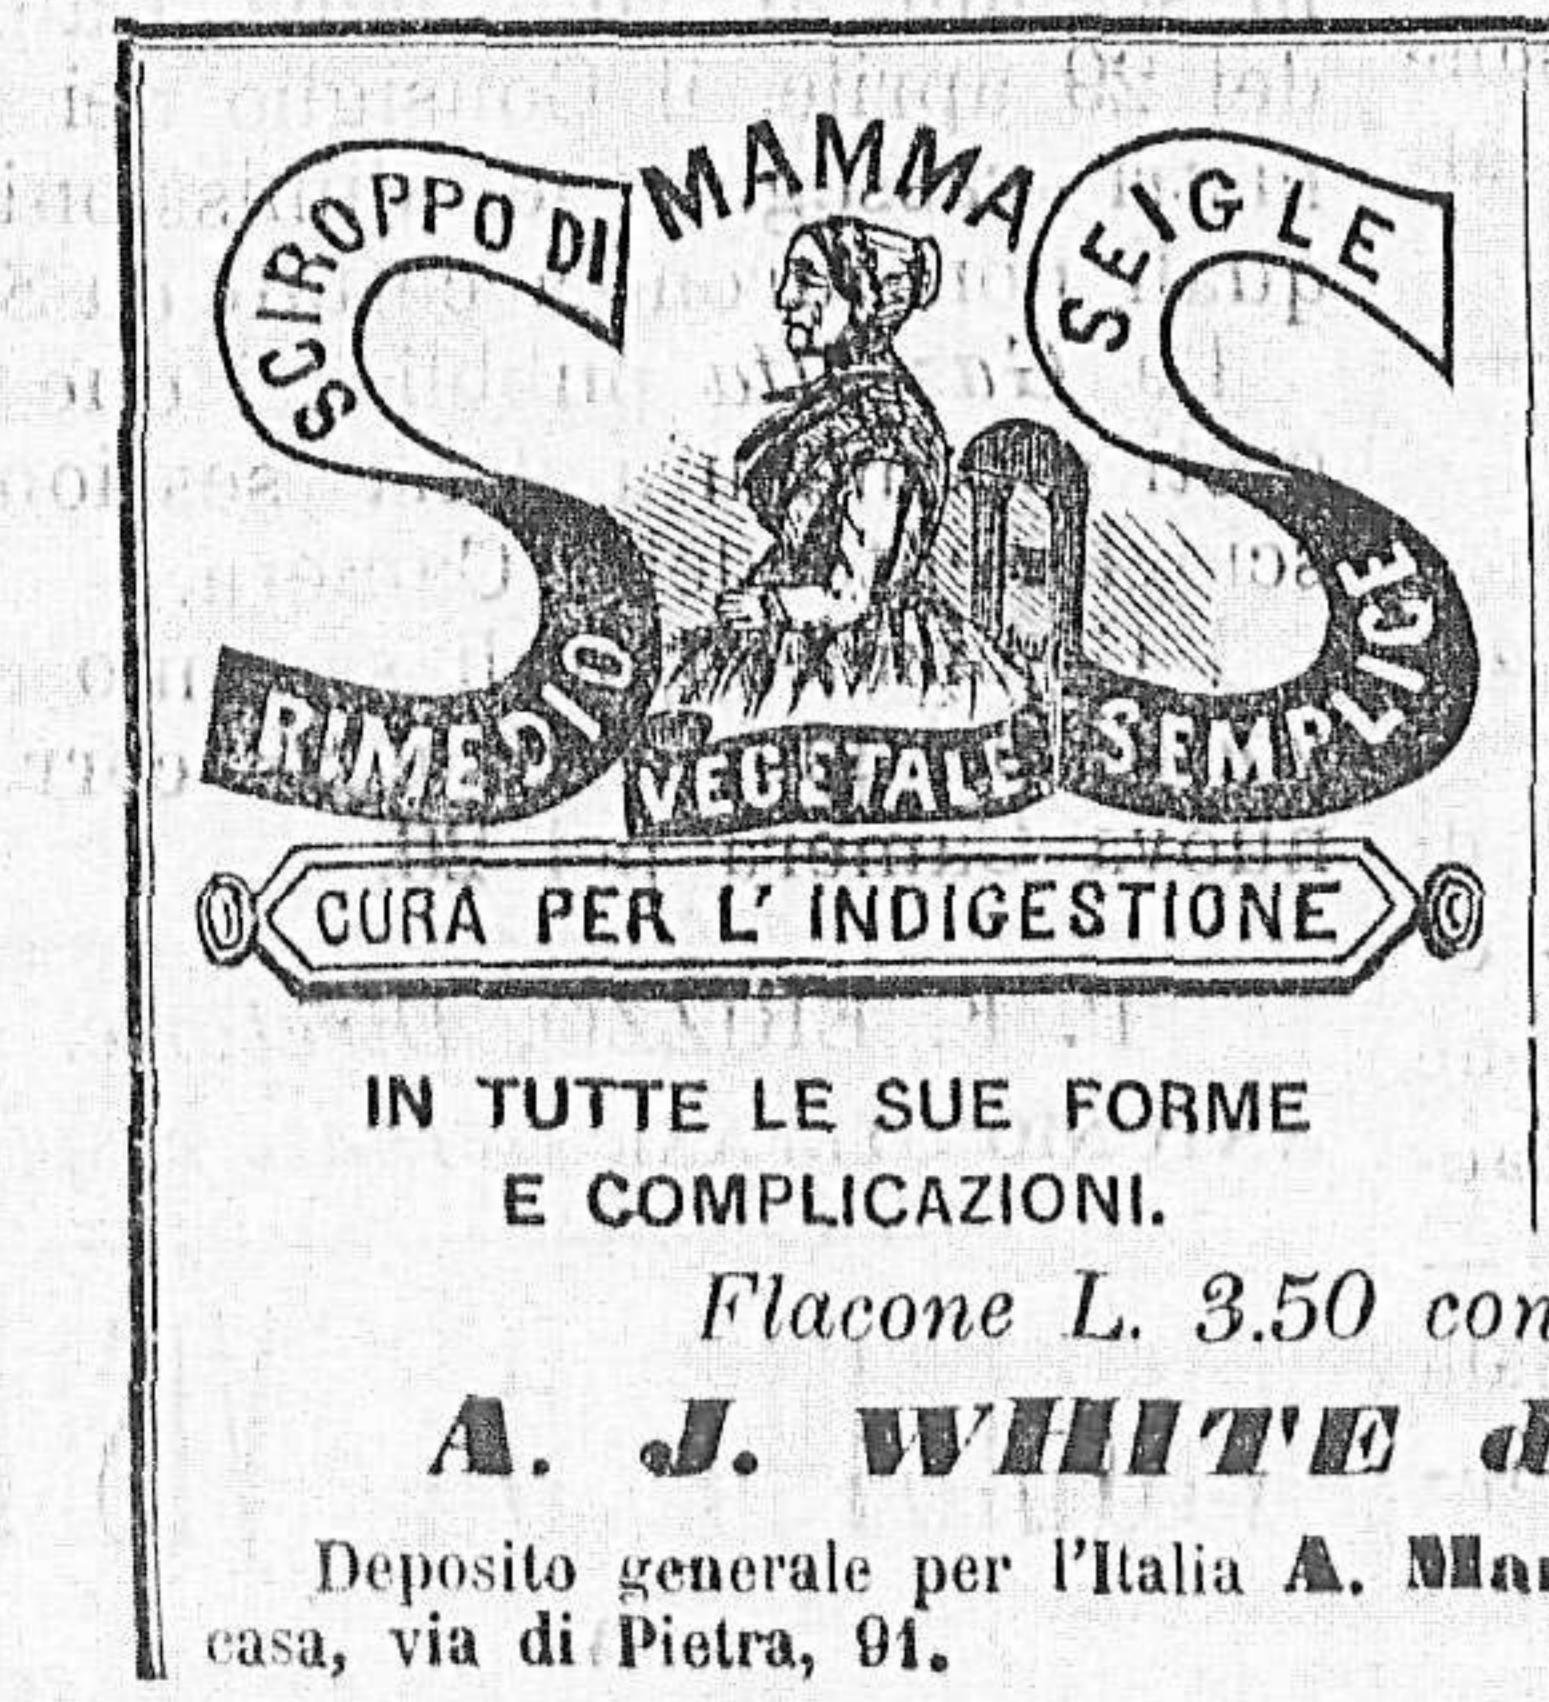 SCIROPPO DI MAMMA SEIGLE
RIMEDIO VEGETALE SEMPLICE
CURA PER L' INDIGESTIONE
IN TUTTE LE SUE FORME
E COMPLICAZIONI.
Flacone L. 3.50 con
A. J. WHITE d
Deposito generale per l'Italia A. Man
casa, via di Pietra, 91.